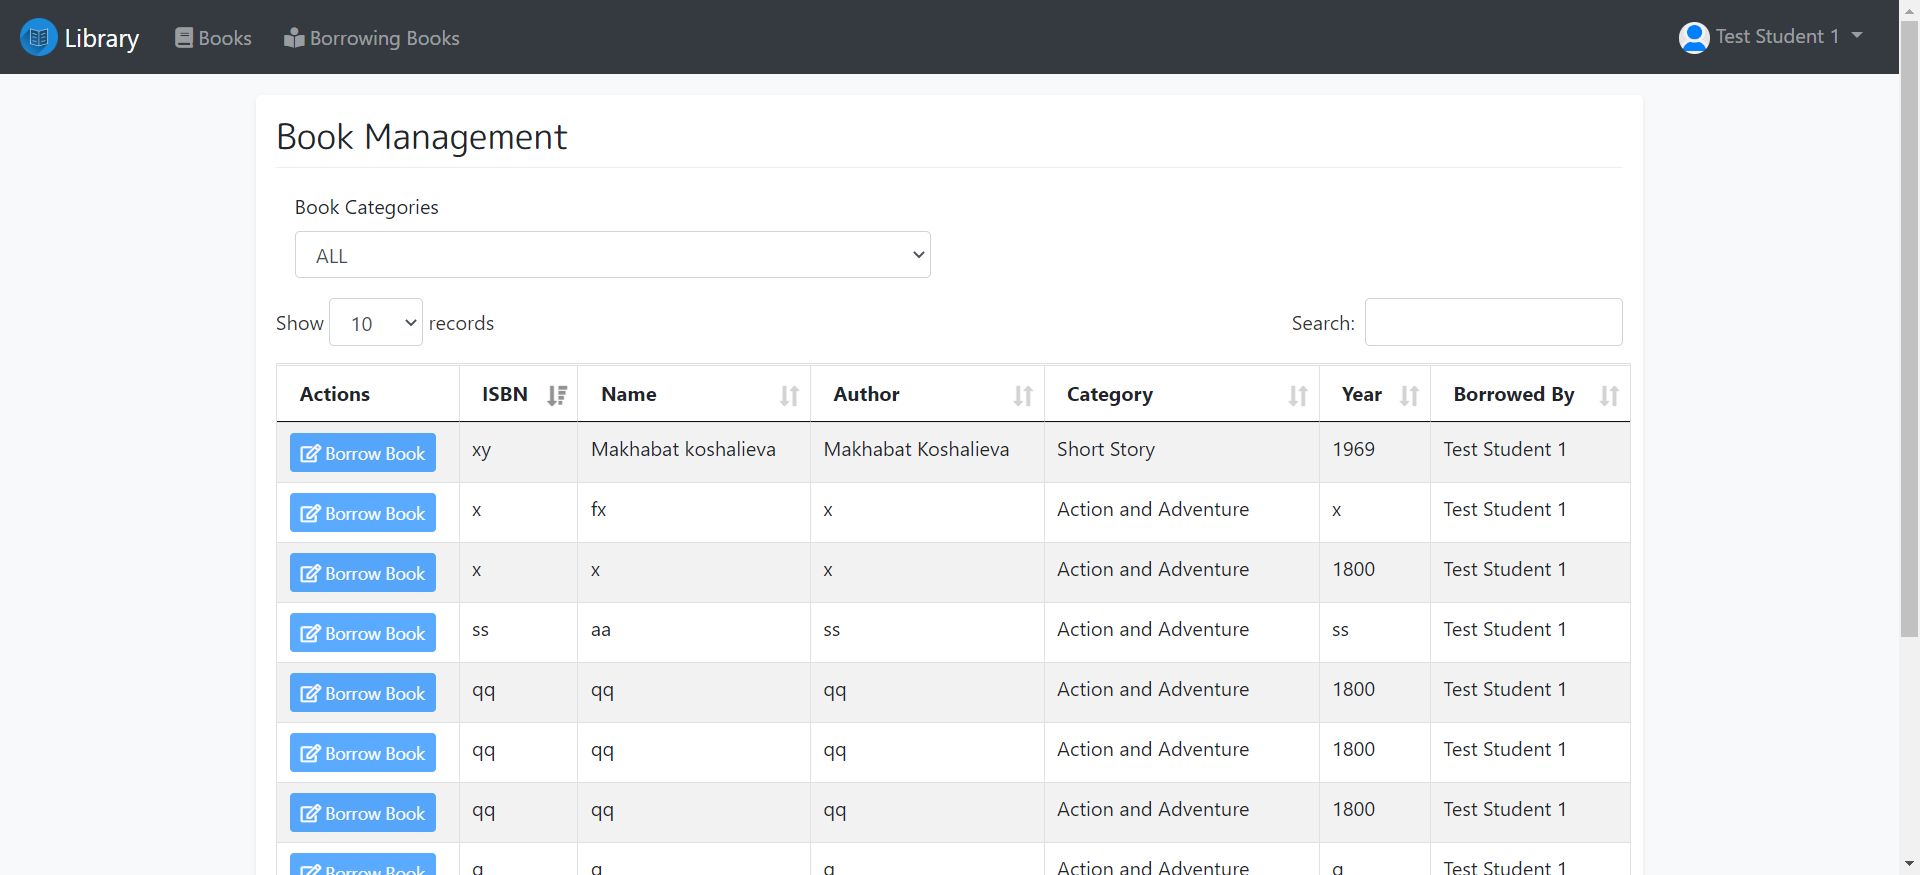 Library Books Borrowing Books Test Student 1
Book Management
Book Categories
ALL
Show 10 records Search:
Actions ISBN Name Author Category Year Borrowed By
Borrow Book xy Makhabat koshalieva Makhabat Koshalieva Short Story 1969 Test Student 1
Borrow Book x fx x Action and Adventure x Test Student 1
Borrow Book x x x Action and Adventure 1800 Test Student 1
Borrow Book ss aa ss Action and Adventure ss Test Student 1
Borrow Book qq qq qq Action and Adventure 1800 Test Student 1
Borrow Book qq qq qq Action and Adventure 1800 Test Student 1
Borrow Book qq qq qq Action and Adventure 1800 Test Student 1
Borrow Book Action and Adventure Test Student 1